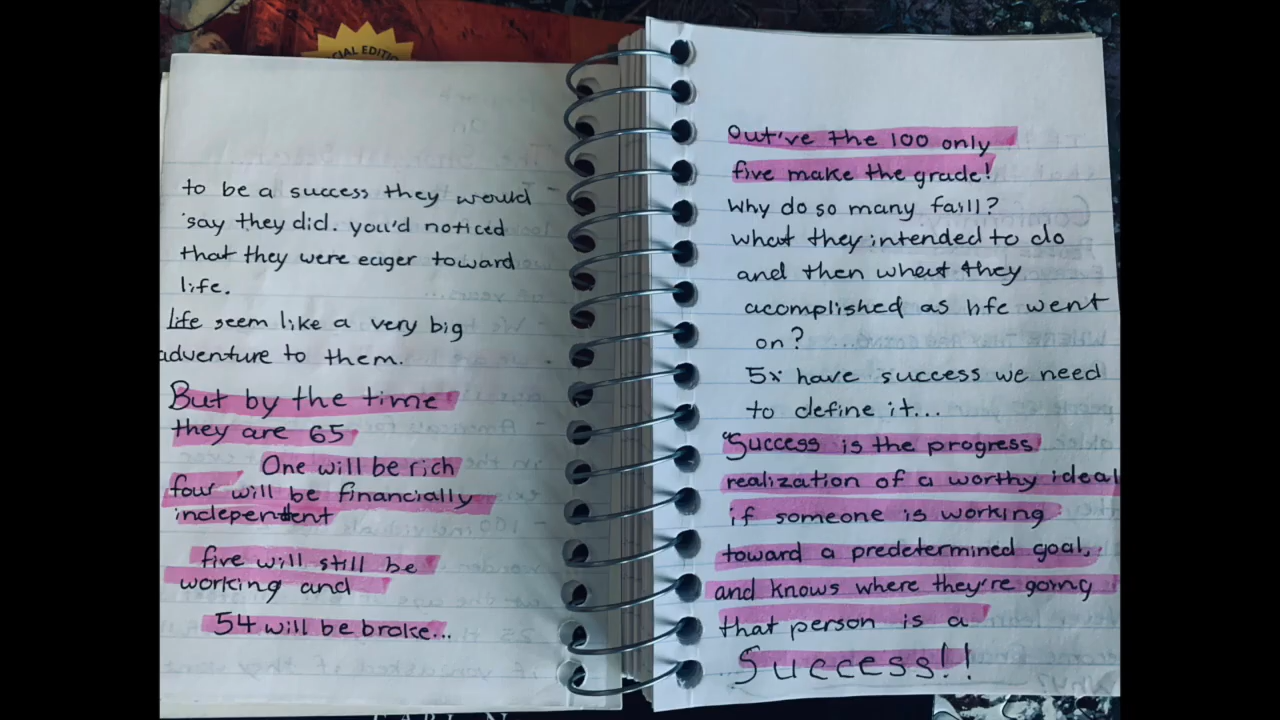 CIAL EDITIO
to be a success they would
say they did. you'd noticed
that they were eager toward
life.
life seem like a very big
adventure to them.
But by the time
they are 65
One will be rich
four will be financially
independent
five will still be
working and
54 will be broke...
Out've the 100 only
five make the grade!
Why do so many faill?
what they intended to do
and then what they
acomplished as life went
on?
5x have success we need
to define it...
"Success is the progress
realization of a worthy ideal
if someone is working
toward a predetermined goal,
and knows where they're going
that person is a
Success!!